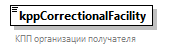 kppCorrectionalFacility
КПП организации получателя